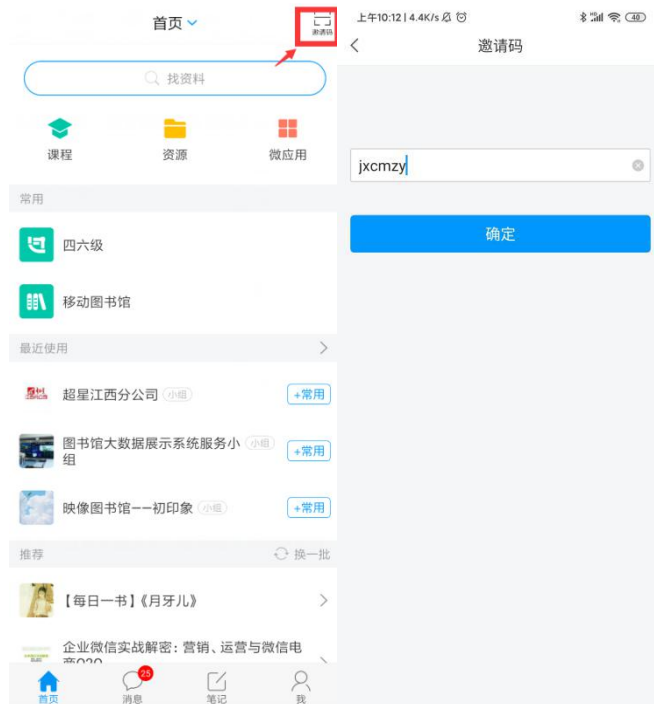 首页
邀请码
找资料
课程
资源
微应用
常用
四六级
移动图书馆
最近使用
超星江西分公司 小组
+常用
图书馆大数据展示系统服务小 小组
组
+常用
映像图书馆——初印象 小组
+常用
推荐
换一批
【每日一书】《月牙儿》
企业微信实战解密：营销、运营与微信电
商O2O
25
首页
消息
笔记
我
上午10:12 | 4.4K/s
40
邀请码
jxcmzy
确定